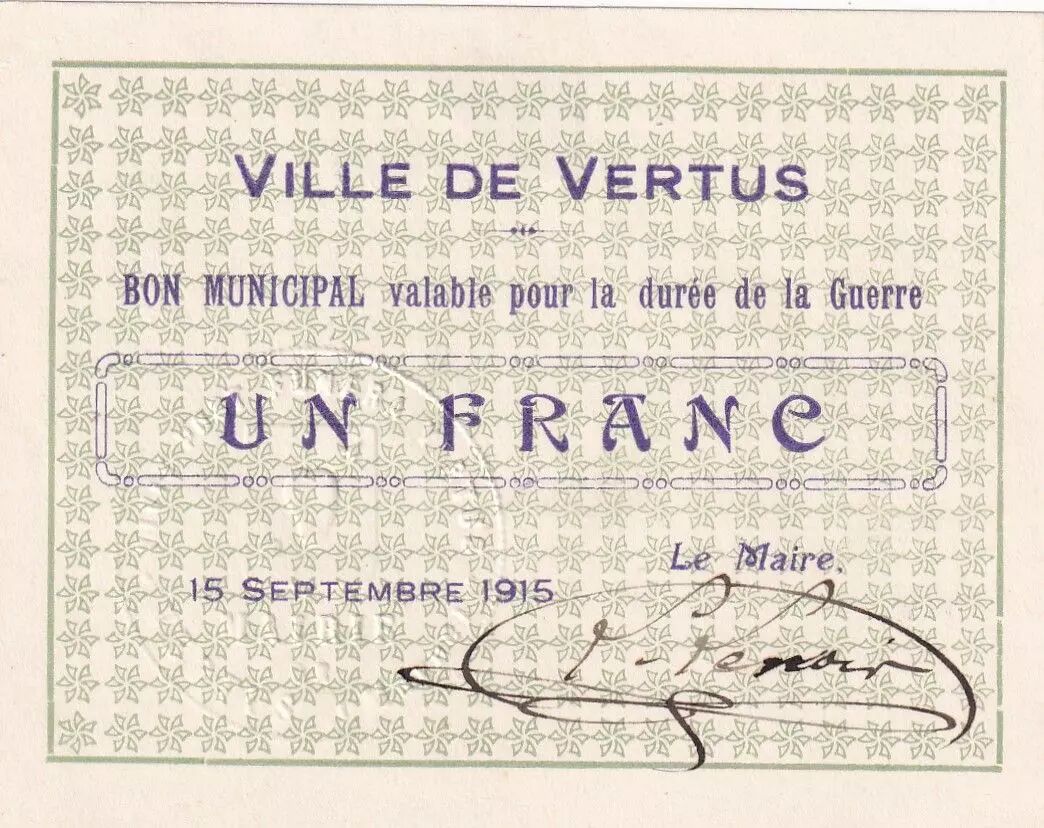 VILLE DE VERTUS
BON MUNICIPAL valable pour la durée de la Guerre
UN FRANC
Le Maire,
15 SEPTEMBRE 1915
MAIRIE